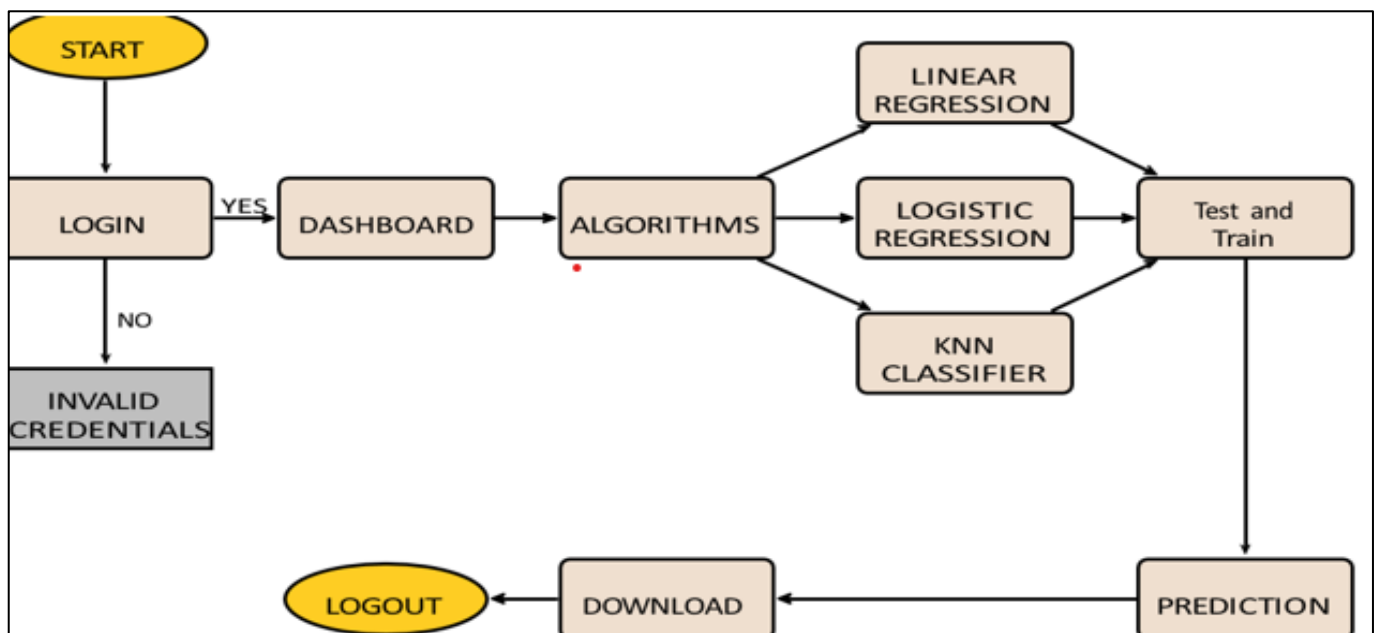 START
LINEAR
REGRESSION
LOGIN
YES
DASHBOARD
ALGORITHMS
LOGISTIC
REGRESSION
Test and
Train
NO
KNN
CLASSIFIER
INVALID
CREDENTIALS
LOGOUT
DOWNLOAD
PREDICTION